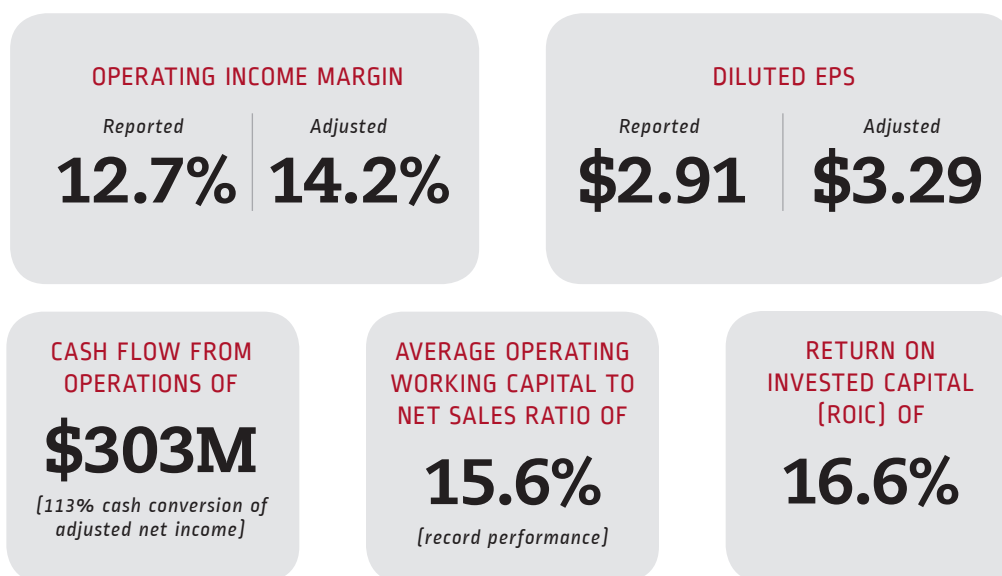 OPERATING INCOME MARGIN
Reported Adjusted
12.7% 14.2%
DILUTED EPS
Reported Adjusted
$2.91 $3.29
CASH FLOW FROM
OPERATIONS OF
$303M
[113% cash conversion of
adjusted net income]
AVERAGE OPERATING
WORKING CAPITAL TO
NET SALES RATIO OF
15.6%
[record performance]
RETURN ON
INVESTED CAPITAL
[ROIC] OF
16.6%